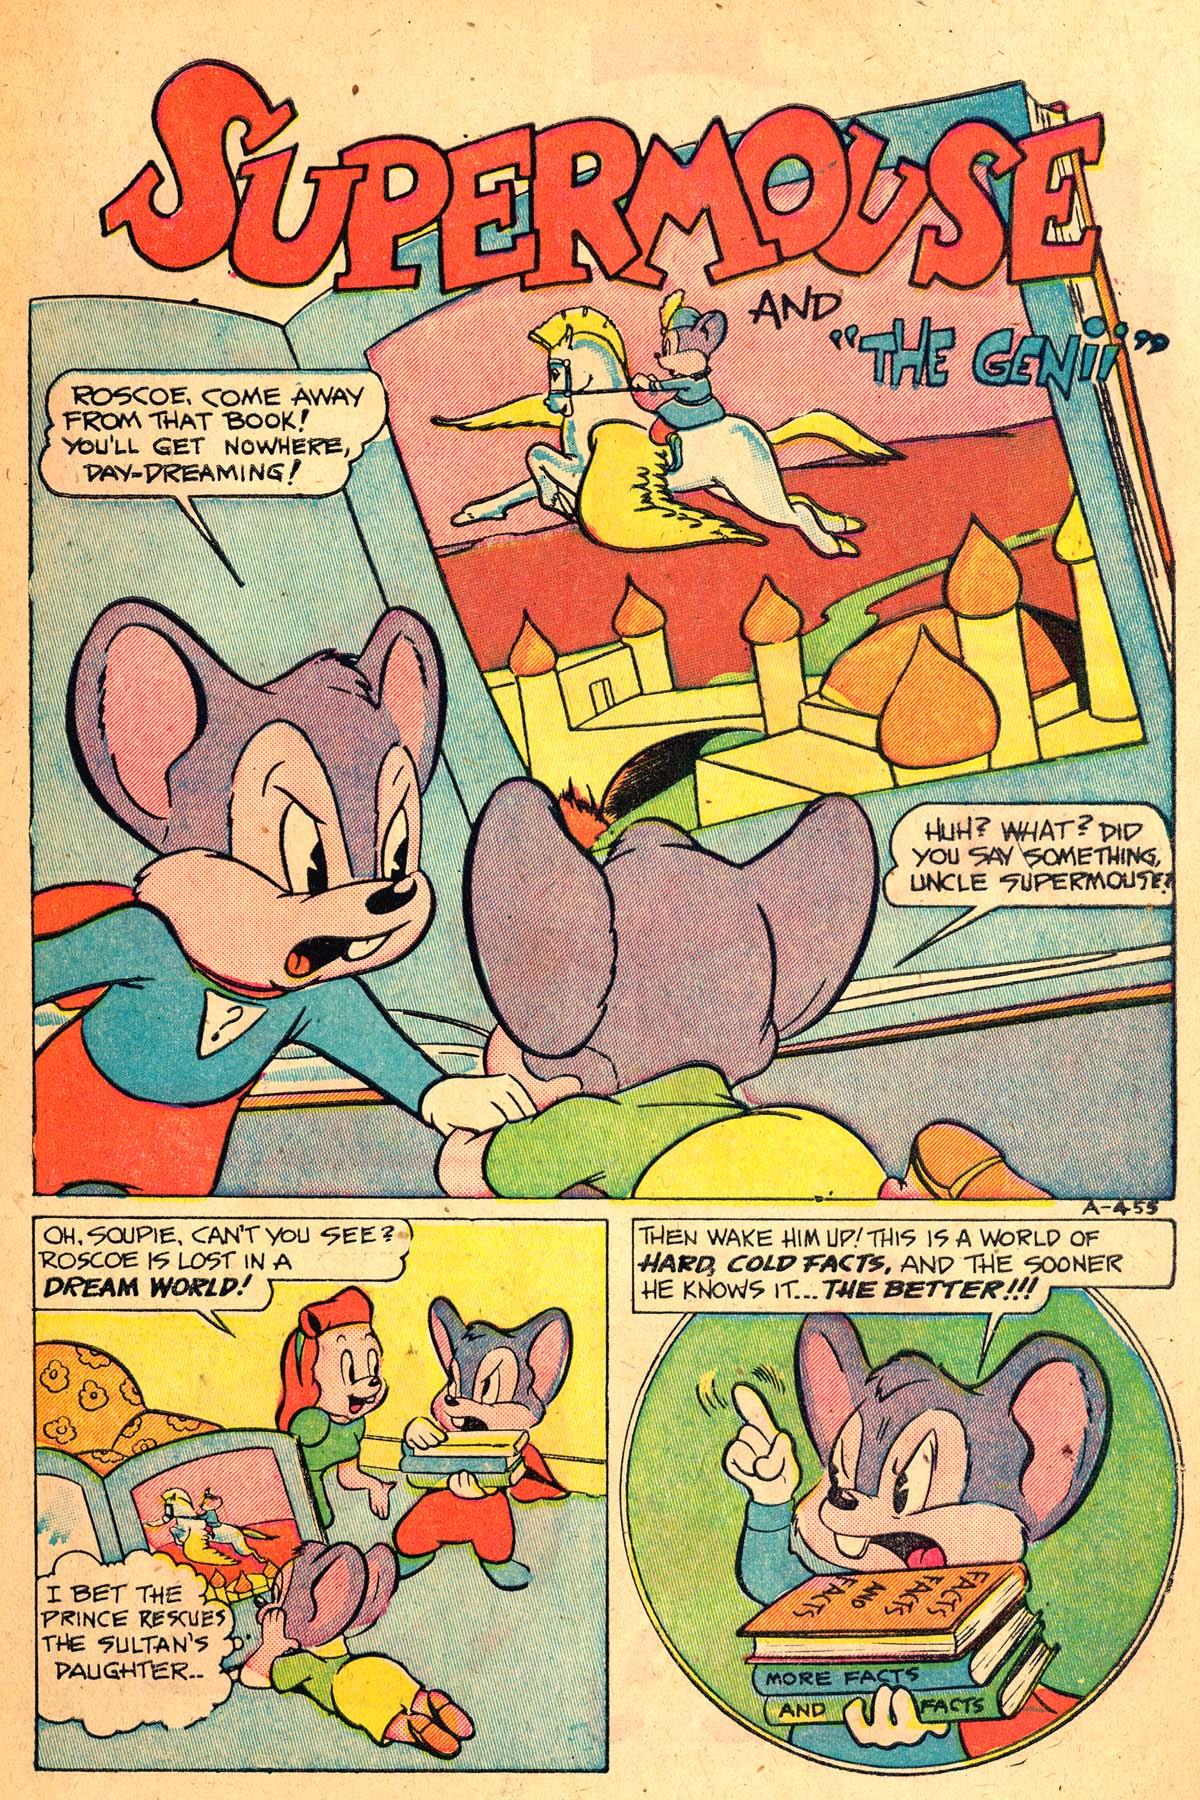 SUPERMOUSE
AND
"THE GENII"
ROSCOE, COME AWAY
FROM THAT BOOK!
YOU'LL GET NOWHERE,
DAY-DREAMING!
?
HUH? WHAT? DID
YOU SAY SOMETHING,
UNCLE SUPERMOUSE?
A-455
OH, SOUPIE, CAN'T YOU SEE?
ROSCOE IS LOST IN A
DREAM WORLD!
I BET THE
PRINCE RESCUES
THE SULTAN'S
DAUGHTER..
THEN WAKE HIM UP! THIS IS A WORLD OF
HARD, COLD FACTS, AND THE SOONER
HE KNOWS IT... THE BETTER!!!
FACTS
AND
FACTS
FACTS
FACTS
MORE FACTS
AND FACTS